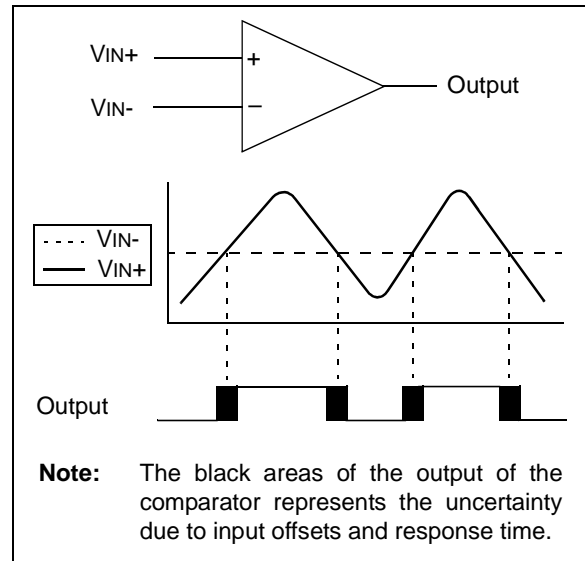 VIN+
+
Output
VIN-
–
VIN-
VIN+
Output
Note: The black areas of the output of the
comparator represents the uncertainty
due to input offsets and response time.